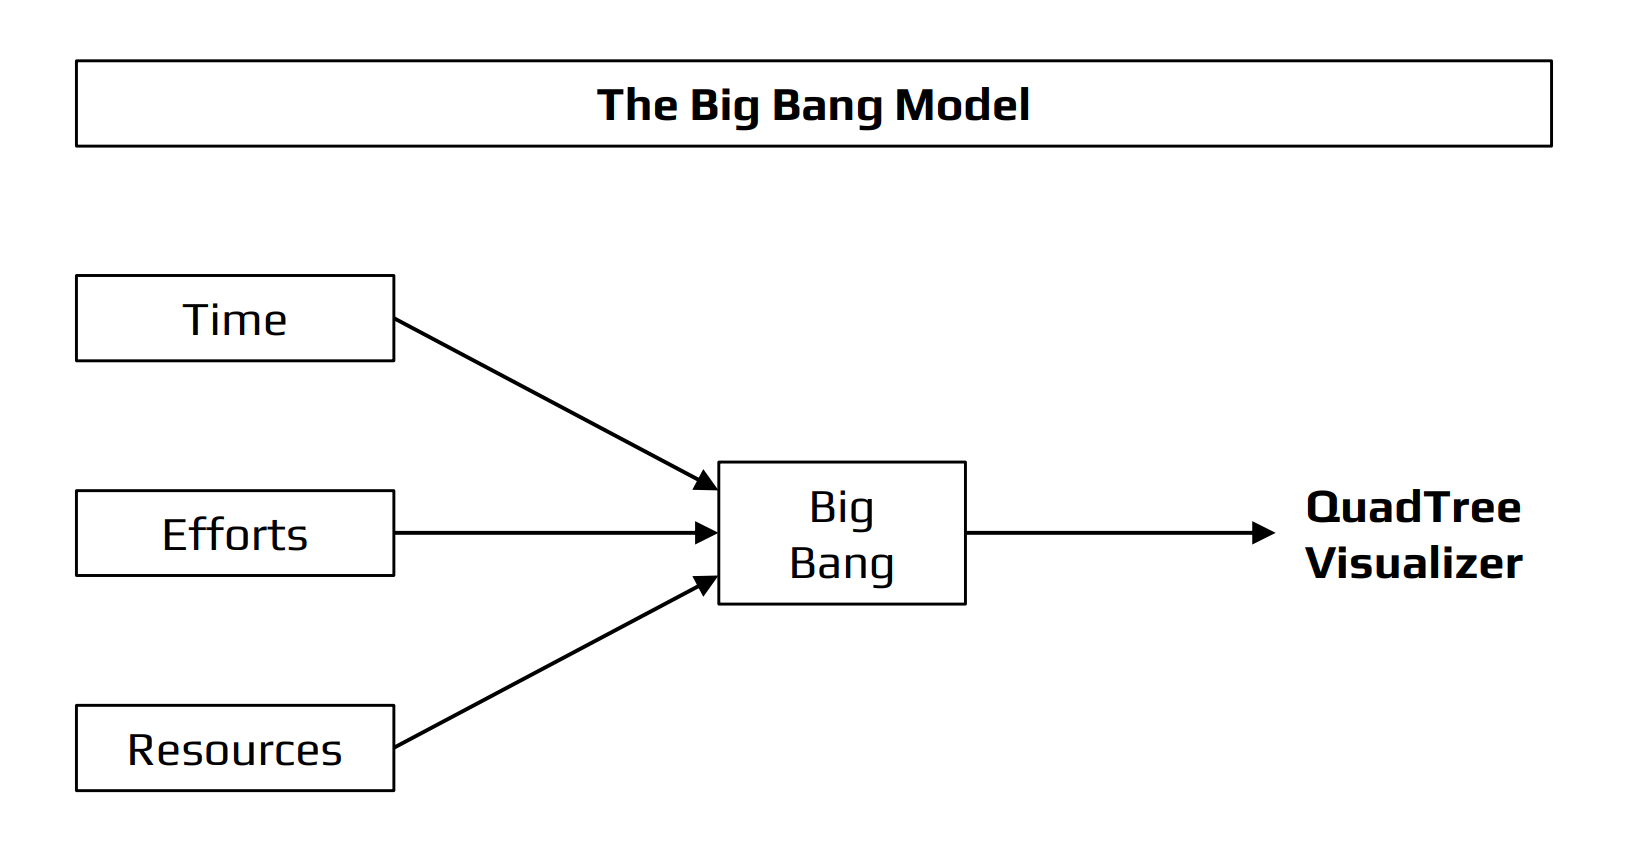 The Big Bang Model
Time
Efforts
Resources
Big
Bang
QuadTree
Visualizer